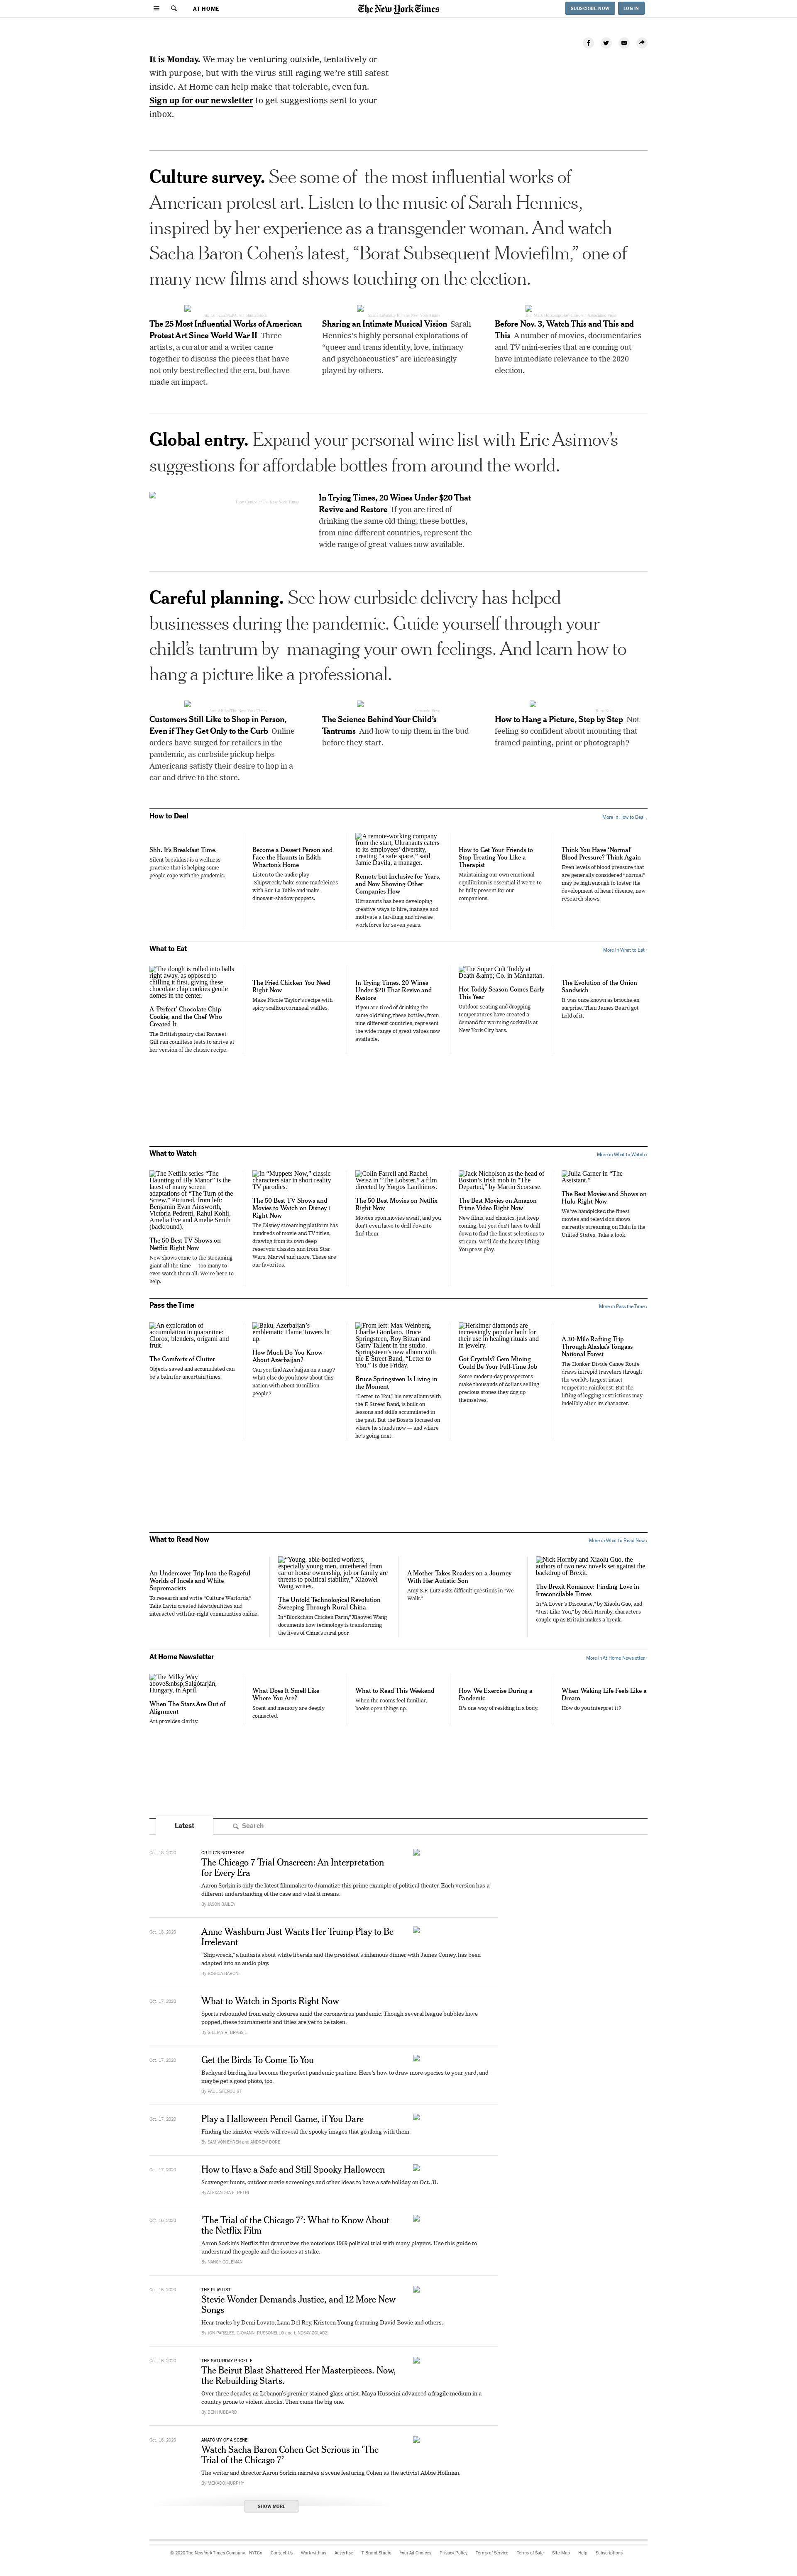 AT HOME
The New York Times
SUBSCRIBE NOW
LOG IN
It is Monday. We may be venturing outside, tentatively or
with purpose, but with the virus still raging we're still safest
inside. At Home can help make that tolerable, even fun.
Sign up for our newsletter to get suggestions sent to your
inbox.
Culture survey. See some of the most influential works of
American protest art. Listen to the music of Sarah Hennies,
inspired by her experience as a transgender woman. And watch
Sacha Baron Cohen's latest, “Borat Subsequent Moviefilm,” one of
many new films and shows touching on the election.
The 25 Most Influential Works of American
Protest Art Since World War II Three
artists, a curator and a writer came
together to discuss the pieces that have
not only best reflected the era, but have
made an impact.
Sharing an Intimate Musical Vision Sarah
Hennies's highly personal explorations of
“queer and trans identity, love, intimacy
and psychoacoustics” are increasingly
played by others.
Before Nov. 3, Watch This and This and
This A number of movies, documentaries
and TV mini-series that are coming out
have immediate relevance to the 2020
election.
Global entry. Expand your personal wine list with Eric Asimov's
suggestions for affordable bottles from around the world.
In Trying Times, 20 Wines Under $20 That
Revive and Restore If you are tired of
drinking the same old thing, these bottles,
from nine different countries, represent the
wide range of great values now available.
Careful planning. See how curbside delivery has helped
businesses during the pandemic. Guide yourself through your
child's tantrum by managing your own feelings. And learn how to
hang a picture like a professional.
Customers Still Like to Shop in Person,
Even if They Get Only to the Curb Online
orders have surged for retailers in the
pandemic, as curbside pickup helps
Americans satisfy their desire to hop in a
car and drive to the store.
The Science Behind Your Child's
Tantrums And how to nip them in the bud
before they start.
How to Hang a Picture, Step by Step Not
feeling so confident about mounting that
framed painting, print or photograph?
How to Deal
More in How to Deal ›
Shh. It's Breakfast Time.
Silent breakfast is a wellness
practice that is helping some
people cope with the pandemic.
Become a Dessert Person and
Face the Haunts in Edith
Wharton's Home
Listen to the audio play
‘Shipwreck,’ bake some madeleines
with Sur La Table and make
dinosaur-shadow puppets.
A remote-working company
from the start, Ultranauts caters
to its employees' diversity,
creating “a safe space,” said
Jamie Davila, a manager.
Remote but Inclusive for Years,
and Now Showing Other
Companies How
Ultranauts has been developing
creative ways to hire, manage and
motivate a far-flung and diverse
work force for seven years.
How to Get Your Friends to
Stop Treating You Like a
Therapist
Maintaining our own emotional
equilibrium is essential if we're to
be fully present for our
companions.
Think You Have ‘Normal’
Blood Pressure? Think Again
Even levels of blood pressure that
are generally considered “normal”
may be high enough to foster the
development of heart disease, new
research shows.
What to Eat
More in What to Eat ›
The dough is rolled into balls
right away, as opposed to
chilling it first, giving these
chocolate chip cookies gentle
domes in the center.
A ‘Perfect’ Chocolate Chip
Cookie, and the Chef Who
Created It
The British pastry chef Ravneet
Gill ran countless tests to arrive at
her version of the classic recipe.
The Fried Chicken You Need
Right Now
Make Nicole Taylor's recipe with
spicy scallion cornmeal waffles.
In Trying Times, 20 Wines
Under $20 That Revive and
Restore
If you are tired of drinking the
same old thing, these bottles, from
nine different countries, represent
the wide range of great values now
available.
The Super Cult Toddy at
Death &amp; Co. in Manhattan.
Hot Toddy Season Comes Early
This Year
Outdoor seating and dropping
temperatures have created a
demand for warming cocktails at
New York City bars.
The Evolution of the Onion
Sandwich
It was once known as brioche en
surprise. Then James Beard got
hold of it.
What to Watch
More in What to Watch ›
The Netflix series “The
Haunting of Bly Manor” is the
latest of many screen
adaptations of “The Turn of the
Screw.” Pictured, from left:
Benjamin Evan Ainsworth,
Victoria Pedretti, Rahul Kohli,
Amelia Eve and Amelie Smith
(background).
The 50 Best TV Shows on
Netflix Right Now
New shows come to the streaming
giant all the time — too many to
ever watch them all. We're here to
help.
In “Muppets Now,” classic
characters star in short reality
TV parodies.
The 50 Best TV Shows and
Movies to Watch on Disney+
Right Now
The Disney streaming platform has
hundreds of movie and TV titles,
drawing from its own deep
reservoir classics and from Star
Wars, Marvel and more. These are
our favorites.
Colin Farrell and Rachel
Weisz in “The Lobster,” a film
directed by Yorgos Lanthimos.
The 50 Best Movies on Netflix
Right Now
Movies upon movies await, and you
don't even have to drill down to
find them.
Jack Nicholson as the head of
Boston's Irish mob in "The
Departed," by Martin Scorsese.
The Best Movies on Amazon
Prime Video Right Now
New films, and classics, just keep
coming, but you don't have to drill
down to find the finest selections to
stream. We'll do the heavy lifting.
You press play.
Julia Garner in “The
Assistant.”
The Best Movies and Shows on
Hulu Right Now
We've handpicked the finest
movies and television shows
currently streaming on Hulu in the
United States. Take a look.
Pass the Time
More in Pass the Time ›
An exploration of
accumulation in quarantine:
Clorox, blenders, origami and
fruit.
The Comforts of Clutter
Objects saved and accumulated can
be a balm for uncertain times.
Baku, Azerbaijan's
emblematic Flame Towers lit
up.
How Much Do You Know
About Azerbaijan?
Can you find Azerbaijan on a map?
What else do you know about this
nation with about 10 million
people?
From left: Max Weinberg,
Charlie Giordano, Bruce
Springsteen, Roy Bittan and
Garry Tallent in the studio.
Springsteen's new album with
the E Street Band, “Letter to
You,” is due Friday.
Bruce Springsteen Is Living in
the Moment
“Letter to You,” his new album with
the E Street Band, is built on
lessons and skills accumulated in
the past. But the Boss is focused on
where he stands now — and where
he's going next.
Herkimer diamonds are
increasingly popular both for
their use in healing rituals and
in jewelry.
Got Crystals? Gem Mining
Could Be Your Full-Time Job
Some modern-day prospectors
make thousands of dollars selling
precious stones they dug up
themselves.
A 30-Mile Rafting Trip
Through Alaska's Tongass
National Forest
The Honker Divide Canoe Route
draws intrepid travelers through
the world's largest intact
temperate rainforest. But the
lifting of logging restrictions may
indelibly alter its character.
What to Read Now
More in What to Read Now ›
An Undercover Trip Into the Rageful
Worlds of Incels and White
Supremacists
To research and write “Culture Warlords,”
Talia Lavin created fake identities and
interacted with far-right communities online.
“Young, able-bodied workers,
especially young men, untethered from
car or house ownership, job or family are
threats to political stability,” Xiaowei
Wang writes.
The Untold Technological Revolution
Sweeping Through Rural China
In “Blockchain Chicken Farm,” Xiaowei Wang
documents how technology is transforming
the lives of China's rural poor.
A Mother Takes Readers on a Journey
With Her Autistic Son
Amy S.F. Lutz asks difficult questions in “We
Walk.”
Nick Hornby and Xiaolu Guo, the
authors of two new novels set against the
backdrop of Brexit.
The Brexit Romance: Finding Love in
Irreconcilable Times
In “A Lover's Discourse,” by Xiaolu Guo, and
“Just Like You,” by Nick Hornby, characters
couple up as Britain makes a break.
At Home Newsletter
More in At Home Newsletter ›
The Milky Way
above&nbsp;Salgótarján,
Hungary, in April.
When The Stars Are Out of
Alignment
Art provides clarity.
What Does It Smell Like
Where You Are?
Scent and memory are deeply
connected.
What to Read This Weekend
When the rooms feel familiar,
books open things up.
How We Exercise During a
Pandemic
It's one way of residing in a body.
When Waking Life Feels Like a
Dream
How do you interpret it?
Latest
Search
Oct. 18, 2020
CRITIC'S NOTEBOOK
The Chicago 7 Trial Onscreen: An Interpretation
for Every Era
Aaron Sorkin is only the latest filmmaker to dramatize this prime example of political theater. Each version has a
different understanding of the case and what it means.
By JASON BAILEY
Oct. 18, 2020
Anne Washburn Just Wants Her Trump Play to Be
Irrelevant
“Shipwreck,” a fantasia about white liberals and the president's infamous dinner with James Comey, has been
adapted into an audio play.
By JOSHUA BARONE
Oct. 17, 2020
What to Watch in Sports Right Now
Sports rebounded from early closures amid the coronavirus pandemic. Though several league bubbles have
popped, these tournaments and titles are yet to be taken.
By GILLIAN R. BRASSIL
Oct. 17, 2020
Get the Birds To Come To You
Backyard birding has become the perfect pandemic pastime. Here's how to draw more species to your yard, and
maybe get a good photo, too.
By PAUL STENQUIST
Oct. 17, 2020
Play a Halloween Pencil Game, if You Dare
Finding the sinister words will reveal the spooky images that go along with them.
By SAM VON EHREN and ANDREW DORE
Oct. 17, 2020
How to Have a Safe and Still Spooky Halloween
Scavenger hunts, outdoor movie screenings and other ideas to have a safe holiday on Oct. 31.
By ALEXANDRA E. PETRI
Oct. 16, 2020
‘The Trial of the Chicago 7’: What to Know About
the Netflix Film
Aaron Sorkin's Netflix film dramatizes the notorious 1969 political trial with many players. Use this guide to
understand the people and the issues at stake.
By NANCY COLEMAN
Oct. 16, 2020
THE PLAYLIST
Stevie Wonder Demands Justice, and 12 More New
Songs
Hear tracks by Demi Lovato, Lana Del Rey, Kristeen Young featuring David Bowie and others.
By JON PARELES, GIOVANNI RUSSONELLO and LINDSAY ZOLADZ
Oct. 16, 2020
THE SATURDAY PROFILE
The Beirut Blast Shattered Her Masterpieces. Now,
the Rebuilding Starts.
Over three decades as Lebanon's premier stained-glass artist, Maya Husseini advanced a fragile medium in a
country prone to violent shocks. Then came the big one.
By BEN HUBBARD
Oct. 16, 2020
ANATOMY OF A SCENE
Watch Sacha Baron Cohen Get Serious in ‘The
Trial of the Chicago 7’
The writer and director Aaron Sorkin narrates a scene featuring Cohen as the activist Abbie Hoffman.
By MEKADO MURPHY
SHOW MORE
© 2020 The New York Times Company
NYTCo
Contact Us
Work with us
Advertise
T Brand Studio
Your Ad Choices
Privacy Policy
Terms of Service
Terms of Sale
Site Map
Help
Subscriptions